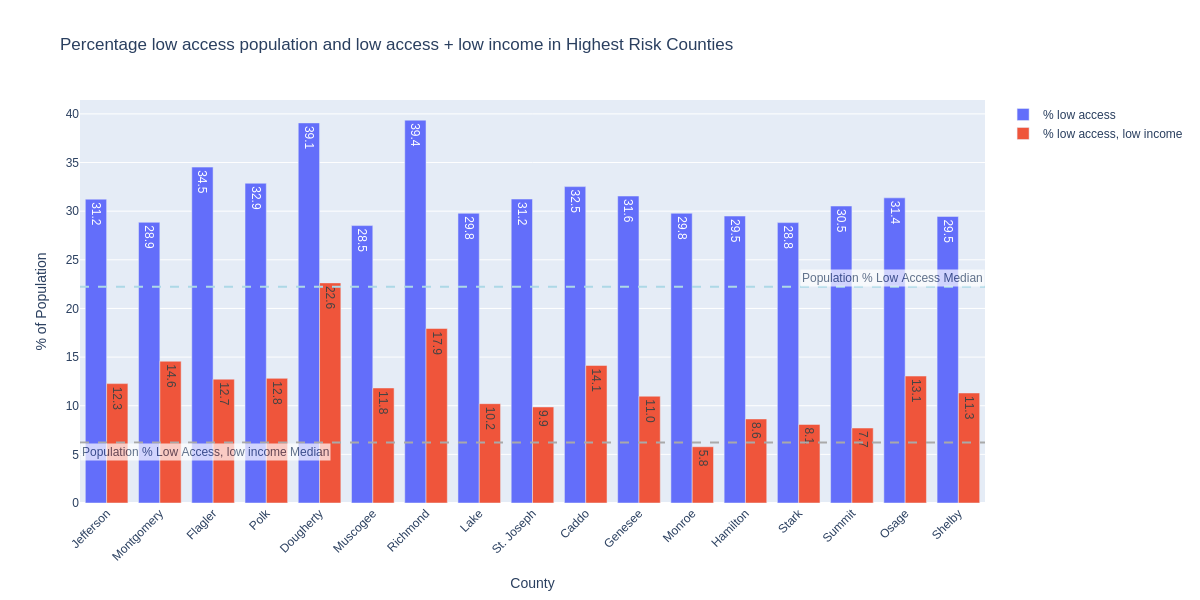 Percentage low access population and low access + low income in Highest Risk Counties
% low access
% low access, low income
% of Population
40
35
30
25
20
15
10
5
0
31.2
12.3
28.9
14.6
34.5
12.7
32.9
12.8
39.1
22.6
28.5
11.8
39.4
17.9
29.8
10.2
31.2
9.9
32.5
14.1
31.6
11.0
29.8
5.8
29.5
8.6
28.8
8.1
30.5
7.7
31.4
13.1
29.5
11.3
Population % Low Access Median
Population % Low Access, low income Median
Jefferson
Montgomery
Flagler
Polk
Dougherty
Muscogee
Richmond
Lake
St. Joseph
Caddo
Genesee
Monroe
Hamilton
Stark
Summit
Osage
Shelby
County